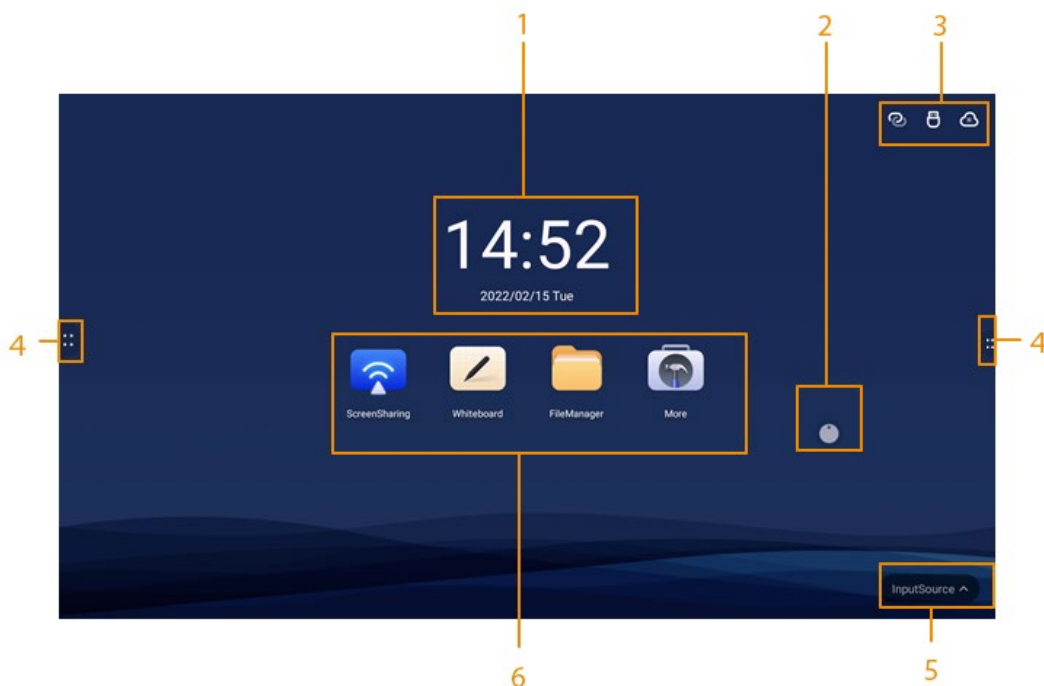 1
2
3
14:52
2022/02/15 Tue
4
4
ScreenSharing
Whiteboard
FileManager
More
InputSource
6
5